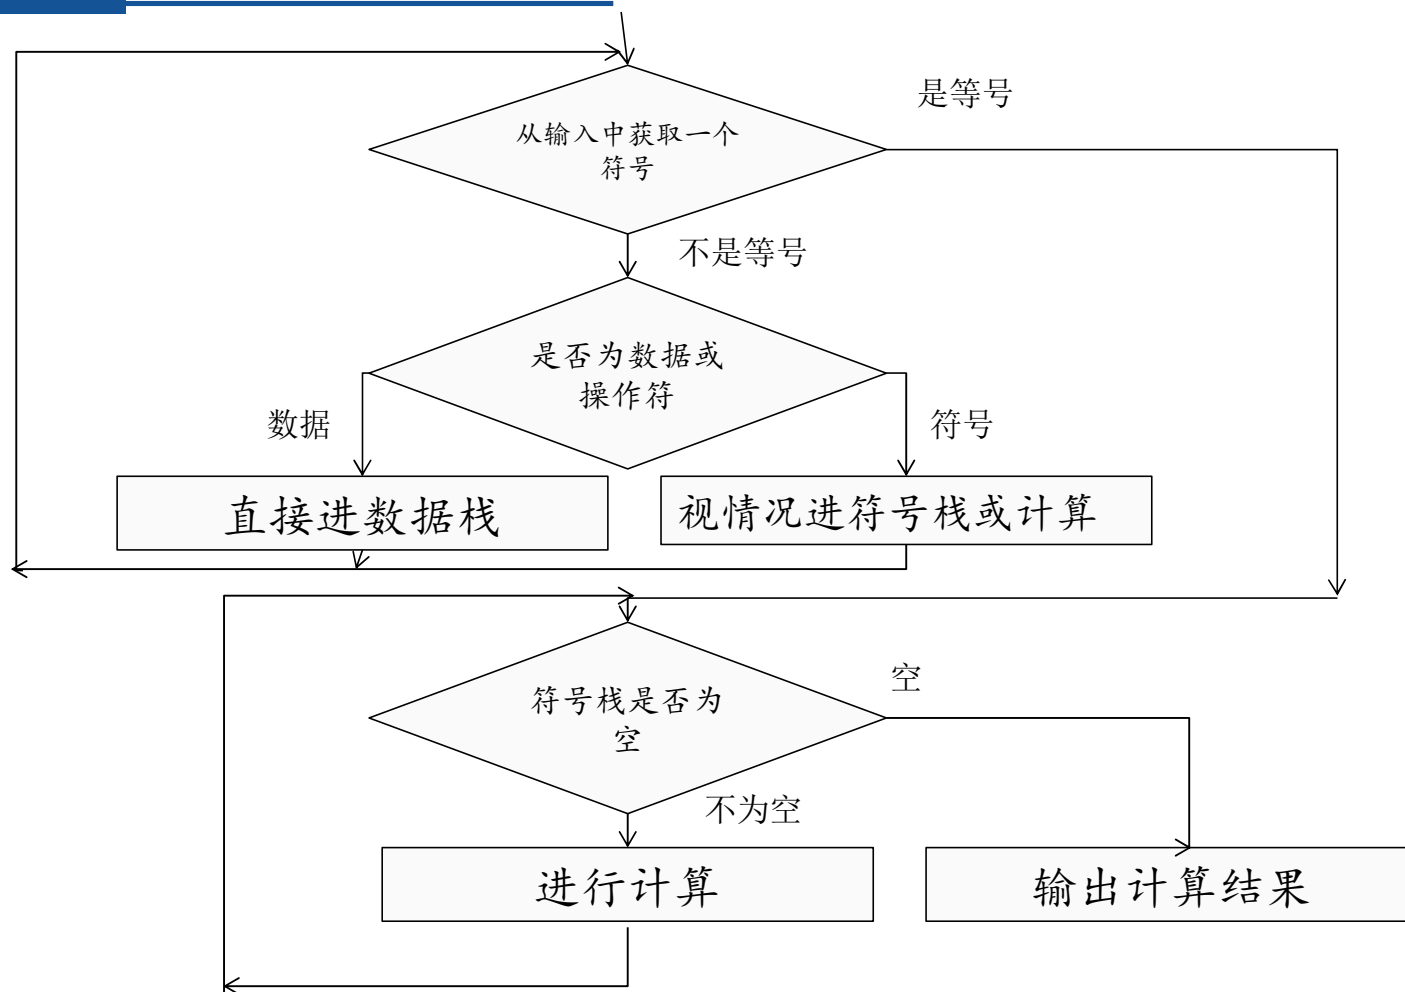 是等号
从输入中获取一个
符号
不是等号
是否为数据或
操作符
数据
符号
直接进数据栈
视情况进符号栈或计算
空
符号栈是否为
空
不为空
进行计算
输出计算结果